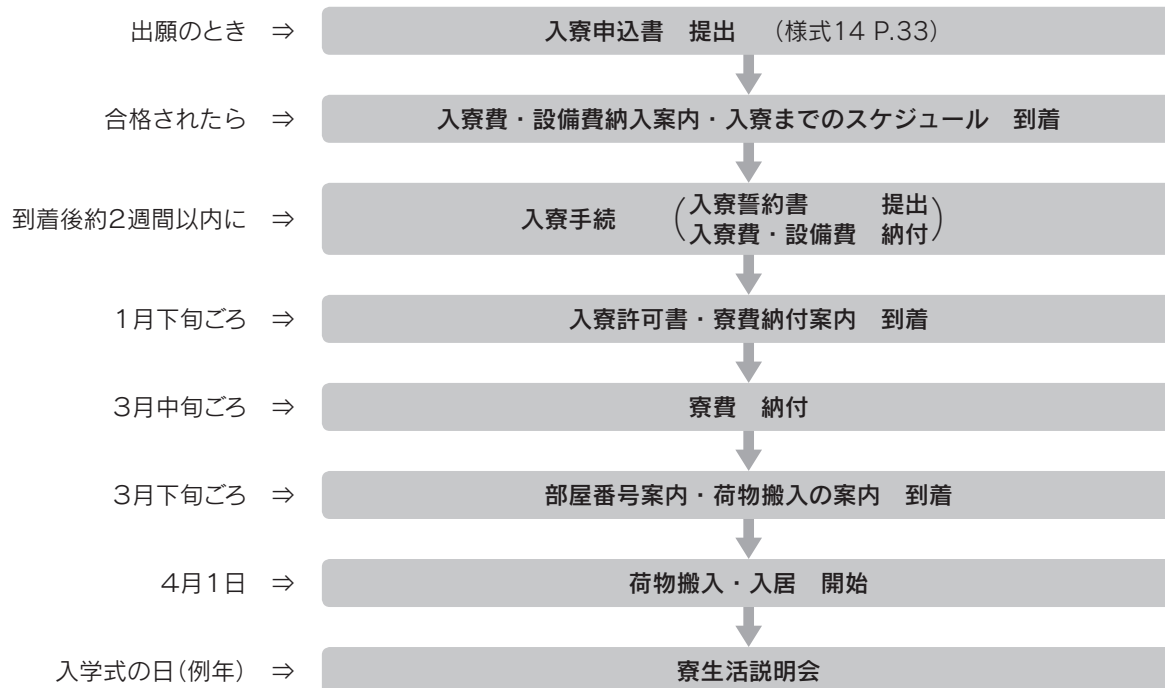 出願のとき ⇒ 入寮申込書　提出　（様式14 P.33）
合格されたら ⇒ 入寮費・設備費納入案内・入寮までのスケジュール　到着
到着後約2週間以内に ⇒ 入寮手続　（入寮誓約書　提出
入寮費・設備費　納付）
1月下旬ごろ ⇒ 入寮許可書・寮費納付案内　到着
3月中旬ごろ ⇒ 寮費　納付
3月下旬ごろ ⇒ 部屋番号案内・荷物搬入の案内　到着
4月1日 ⇒ 荷物搬入・入居　開始
入学式の日（例年） ⇒ 寮生活説明会